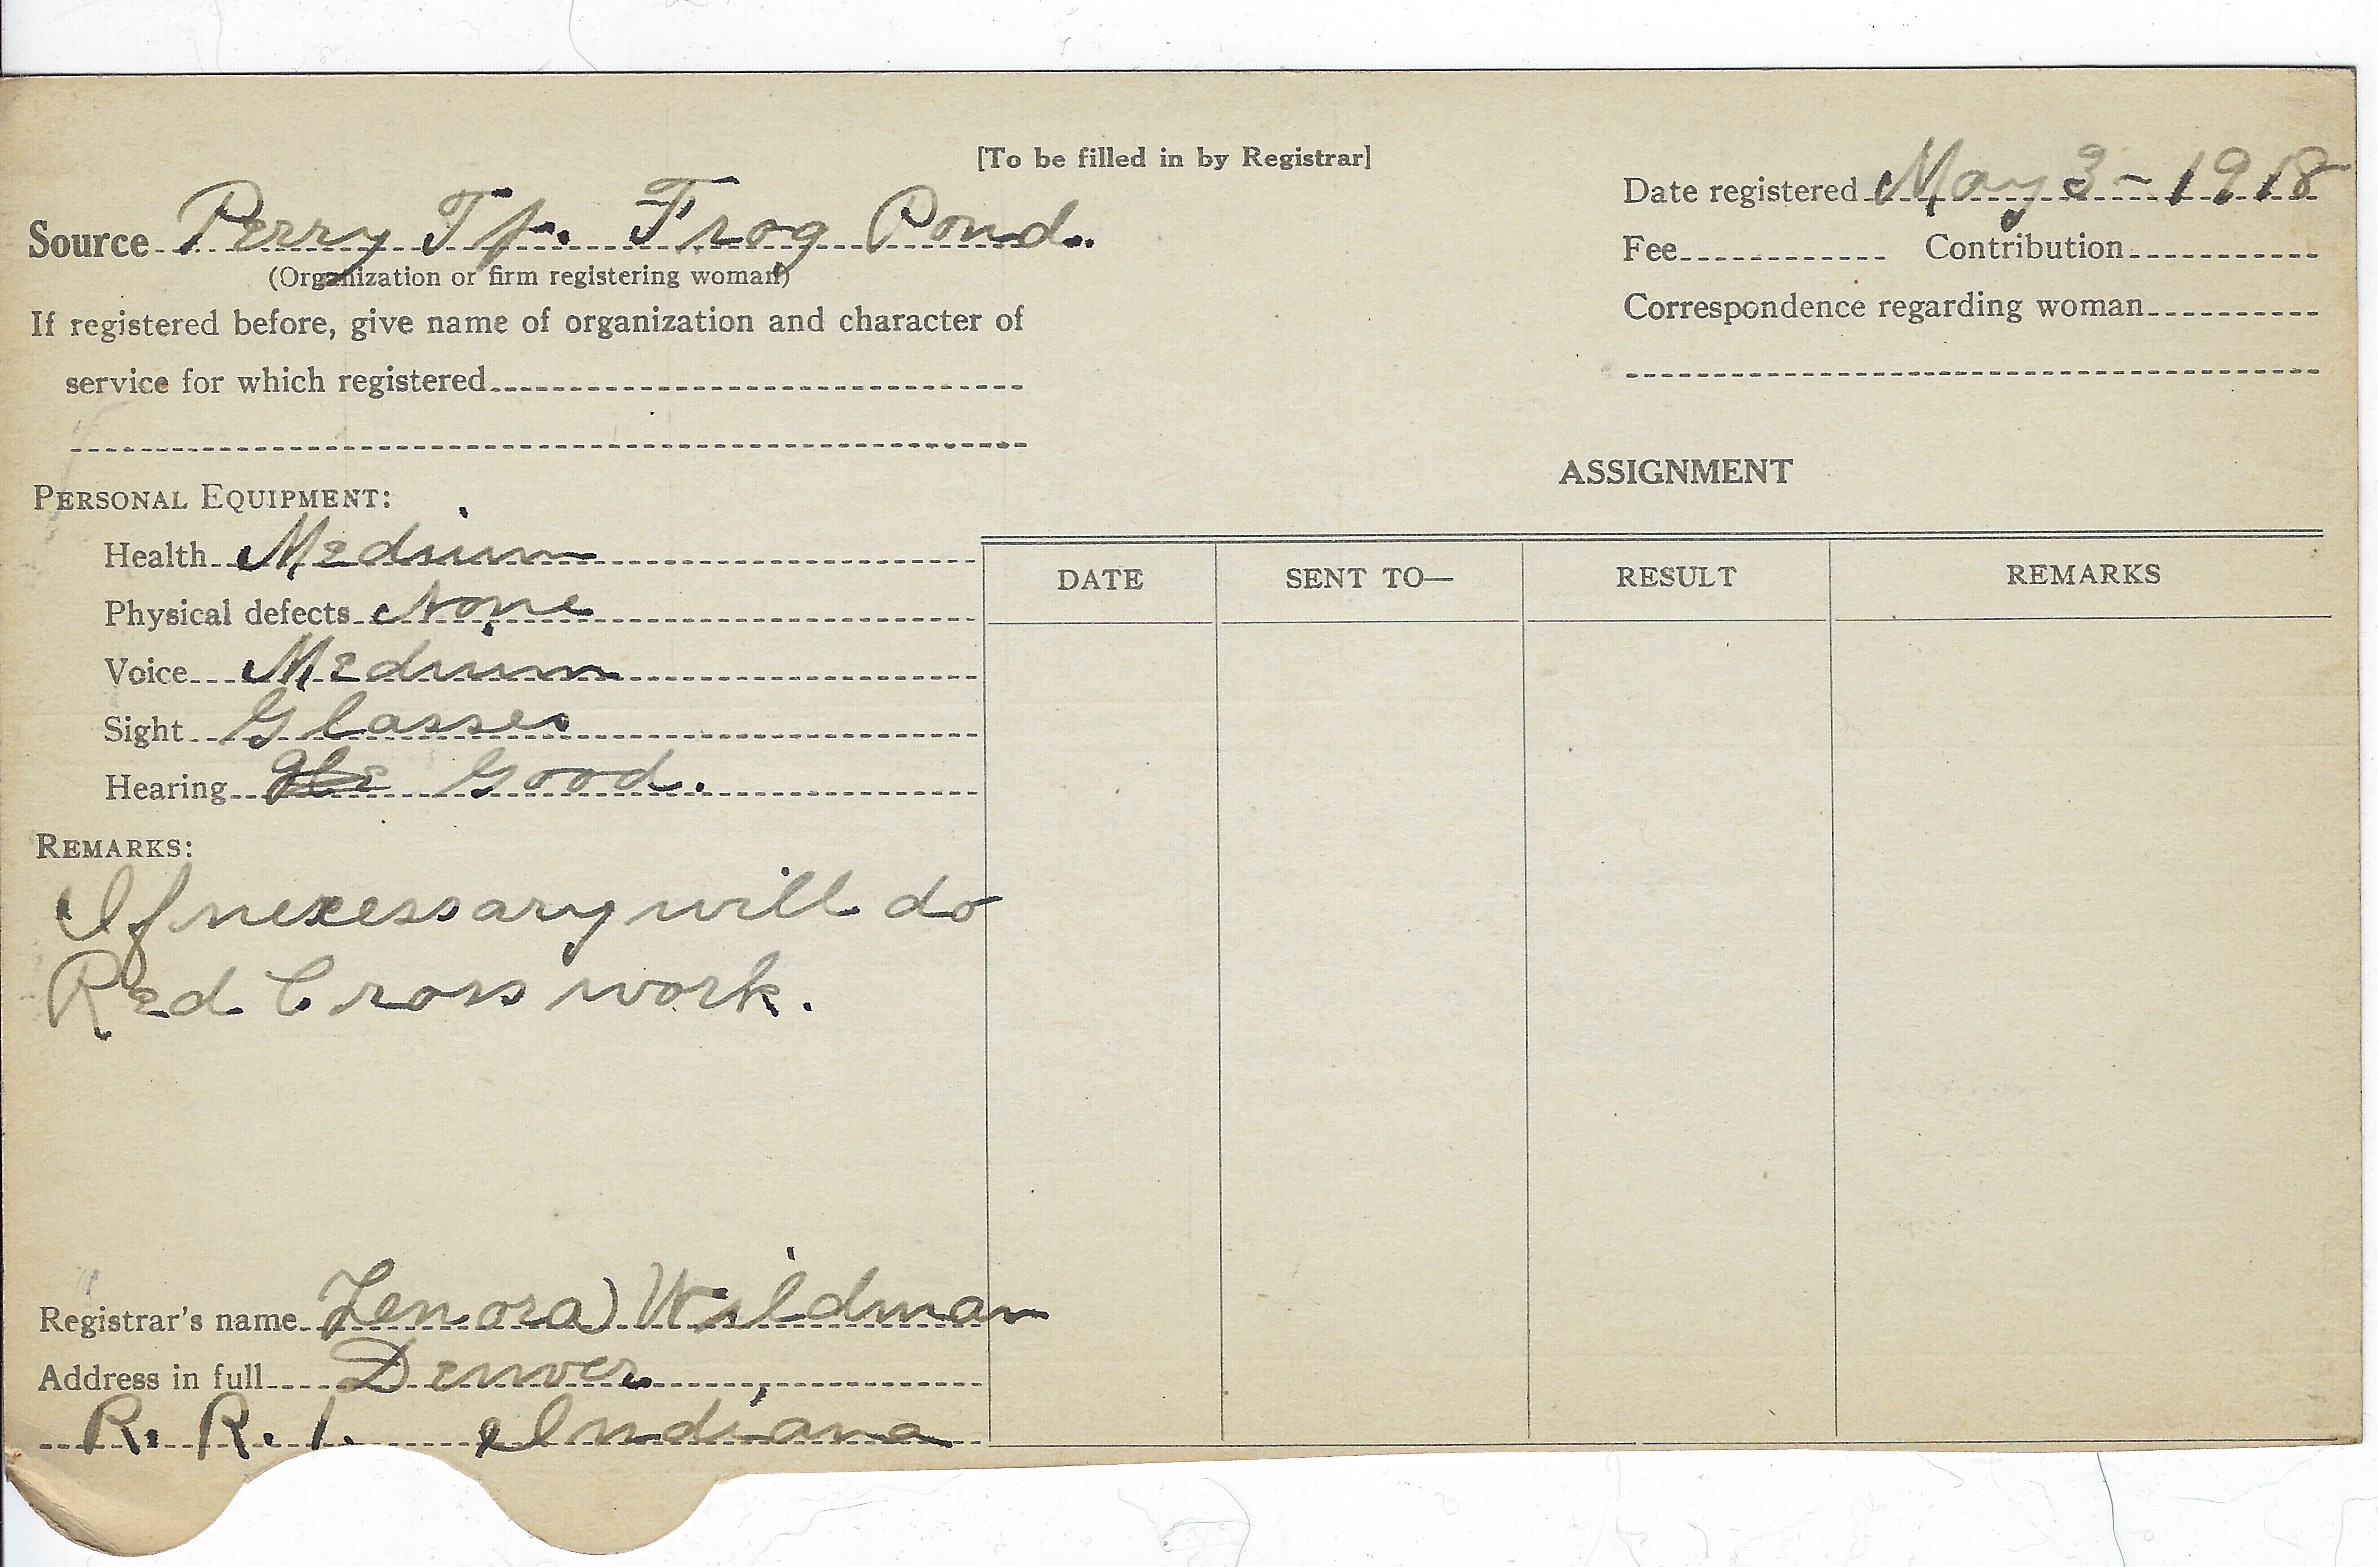 [To be filled in by Registrar]
Date registered May 3 - 1918
Source Perry Tp. Frog Pond.
(Organization or firm registering woman)
Fee Contribution
If registered before, give name of organization and character of
Correspondence regarding woman
service for which registered
ASSIGNMENT
PERSONAL EQUIPMENT:
Health Medium
DATE SENT TO— RESULT REMARKS
Physical defects None
Voice Medium
Sight Glasses
Hearing Good.
REMARKS:
If necessary will do
Red Cross work.
Registrar's name Lenora Wildman
Address in full Denver,
R. R. 1. Indiana